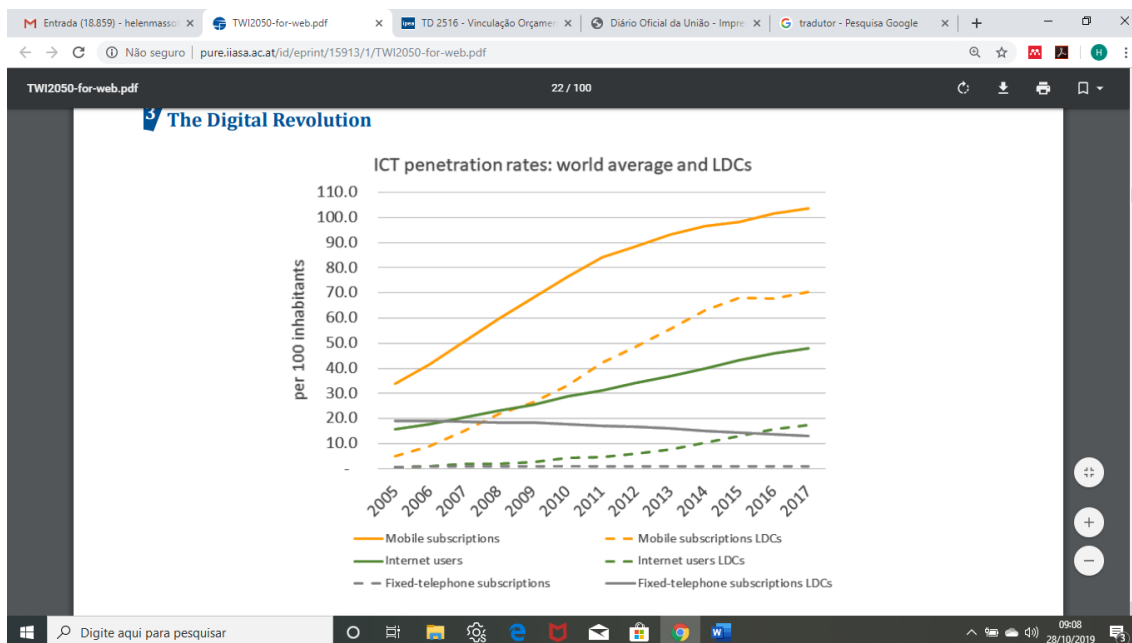 Entrada (18.859) - helenmasso
TWI2050-for-web.pdf
TD 2516 - Vinculação Orçamen
Diário Oficial da União - Impre
tradutor - Pesquisa Google
Não seguro | pure.iiasa.ac.at/id/eprint/15913/1/TWI2050-for-web.pdf
H
TWI2050-for-web.pdf
22 / 100
3 The Digital Revolution
ICT penetration rates: world average and LDCs
per 100 inhabitants
110.0
100.0
90.0
80.0
70.0
60.0
50.0
40.0
30.0
20.0
10.0
-
2005 2006 2007 2008 2009 2010 2011 2012 2013 2014 2015 2016 2017
Mobile subscriptions
Mobile subscriptions LDCs
Internet users
Internet users LDCs
Fixed-telephone subscriptions
Fixed-telephone subscriptions LDCs
Digite aqui para pesquisar
09:08
28/10/2019